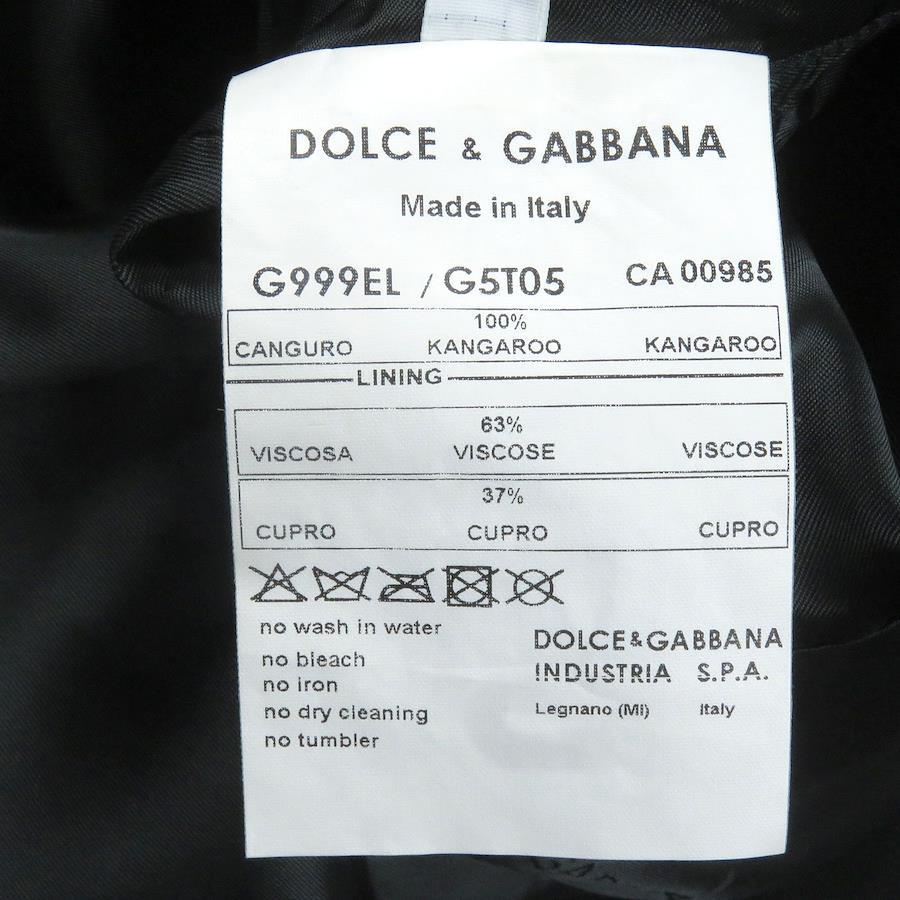 DOLCE & GABBANA
Made in Italy
G999EL / G5T05 CA 00985
100%
CANGURO KANGAROO KANGAROO
LINING
63%
VISCOSA VISCOSE VISCOSE
37%
CUPRO CUPRO CUPRO
no wash in water
no bleach
no iron
no dry cleaning
no tumbler
DOLCE&GABBANA
INDUSTRIA S.P.A.
Legnano (MI) Italy